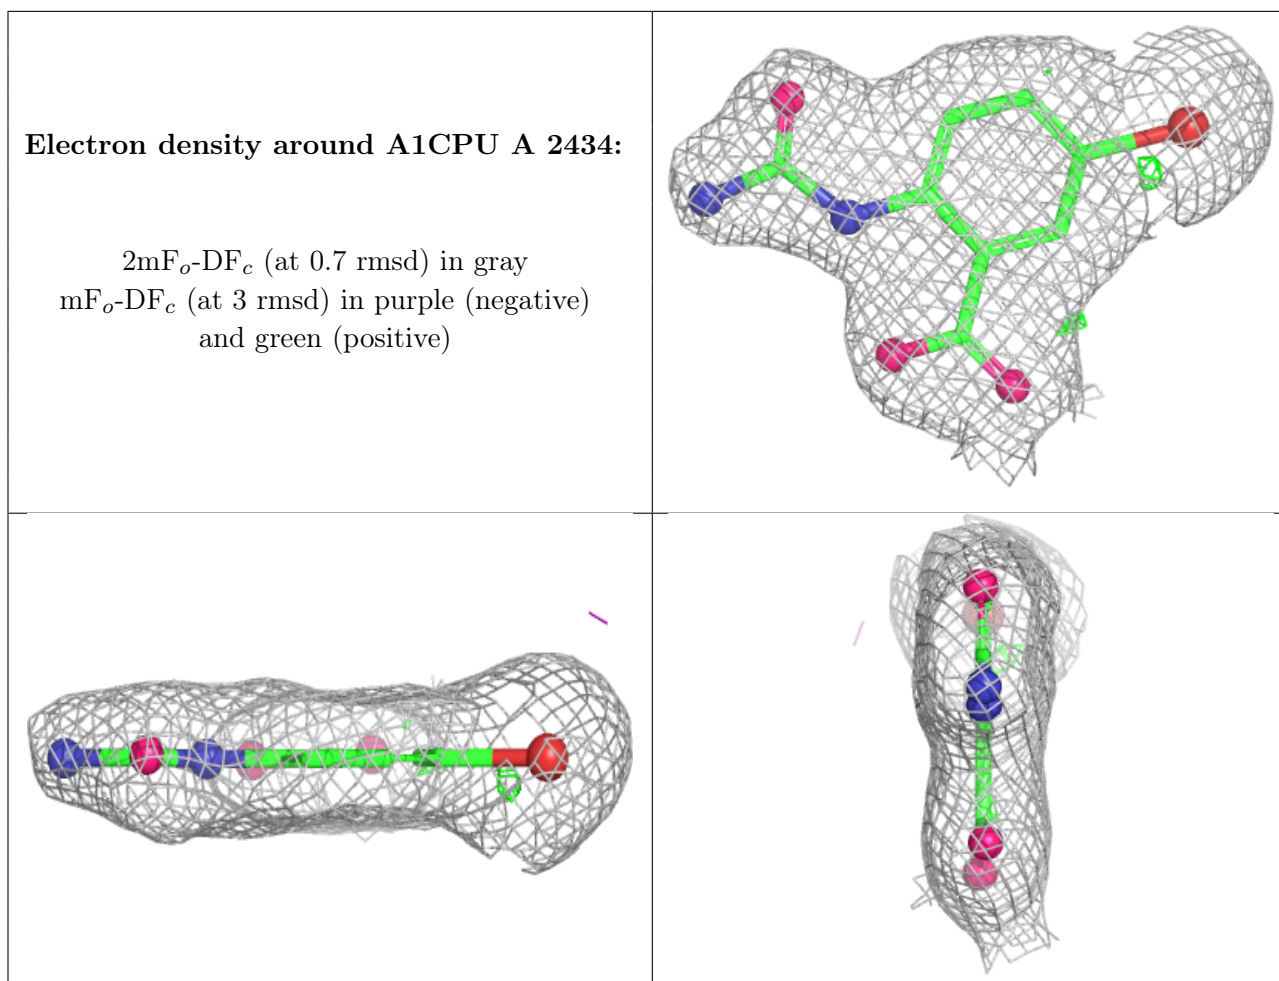 Electron density around A1CPU A 2434:
2mFo-DFc (at 0.7 rmsd) in gray
mFo-DFc (at 3 rmsd) in purple (negative)
and green (positive)